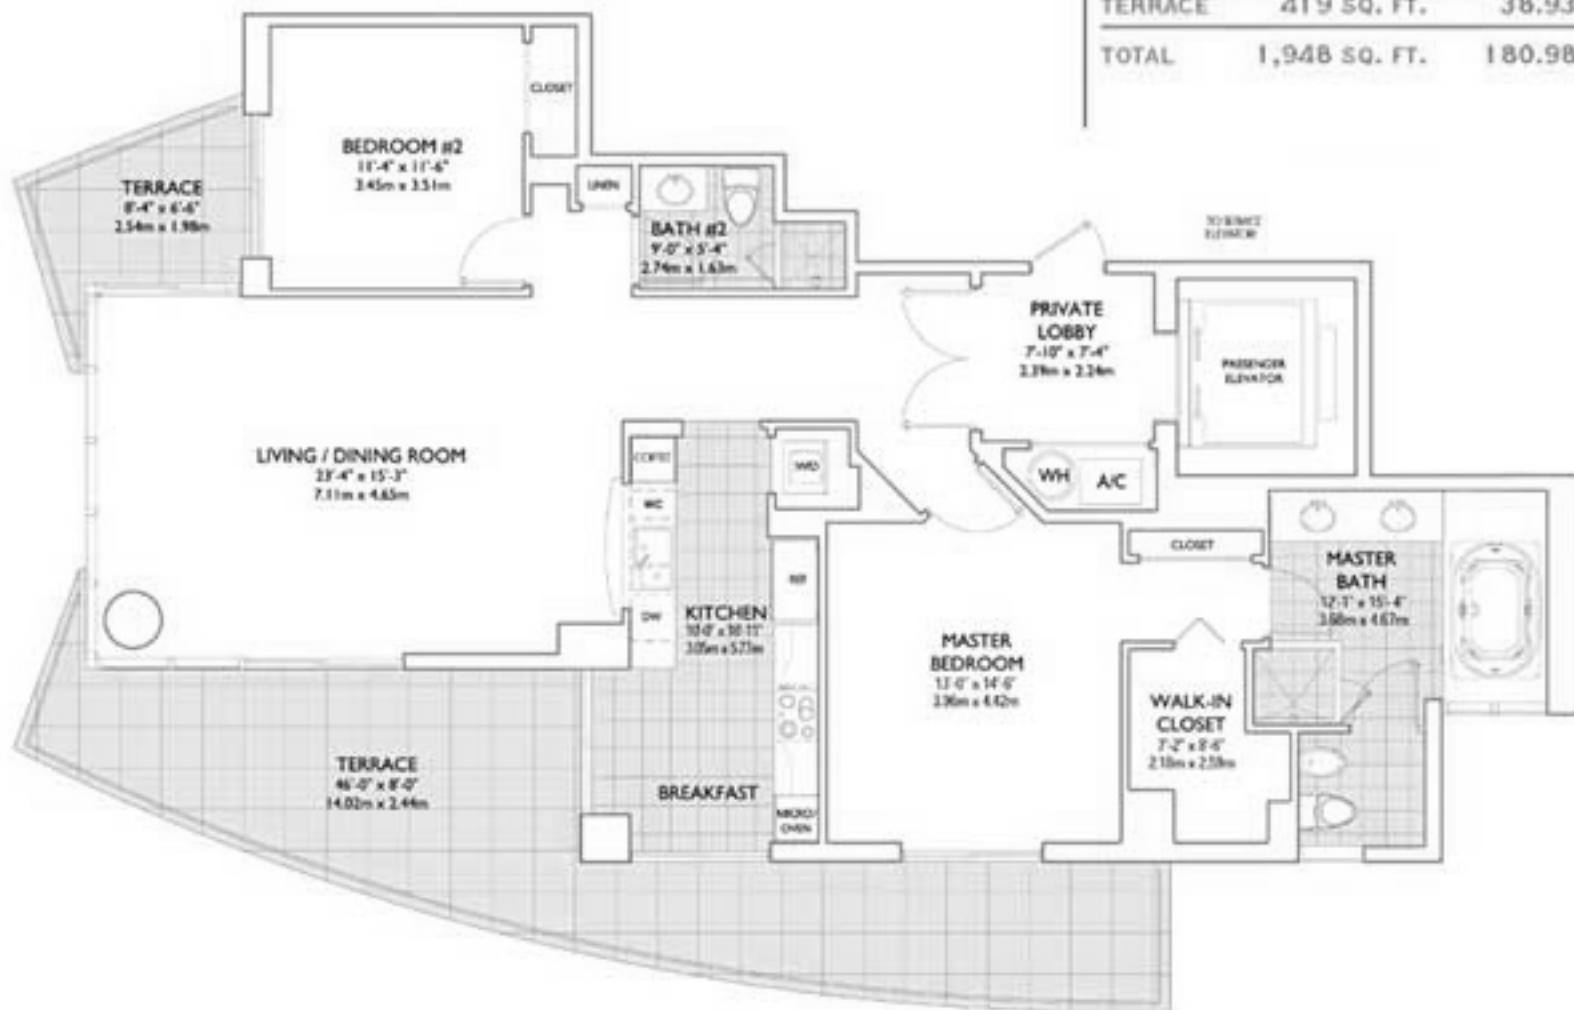 TERRACE 419 SQ. FT. 38.93
TOTAL 1,948 SQ. FT. 180.98
CLOSET
BEDROOM #2
11'-4" x 11'-6"
3.45m x 3.51m
TERRACE
8'-4" x 6'-6"
2.54m x 1.98m
LINEN
BATH #2
9'-0" x 5'-4"
2.74m x 1.63m
TO SERVICE
ELEVATOR
PRIVATE
LOBBY
7'-10" x 7'-4"
2.39m x 2.24m
PASSENGER
ELEVATOR
LIVING / DINING ROOM
23'-4" x 15'-3"
7.11m x 4.65m
W/D
WH
A/C
WC
CLOSET
MASTER
BATH
12'-1" x 15'-4"
3.68m x 4.67m
REF
DW
KITCHEN
10'-0" x 18'-11"
3.05m x 5.77m
MASTER
BEDROOM
13'-0" x 14'-6"
3.96m x 4.42m
WALK-IN
CLOSET
7'-2" x 8'-6"
2.18m x 2.59m
TERRACE
46'-0" x 8'-0"
14.02m x 2.44m
BREAKFAST
MICRO/
OVEN